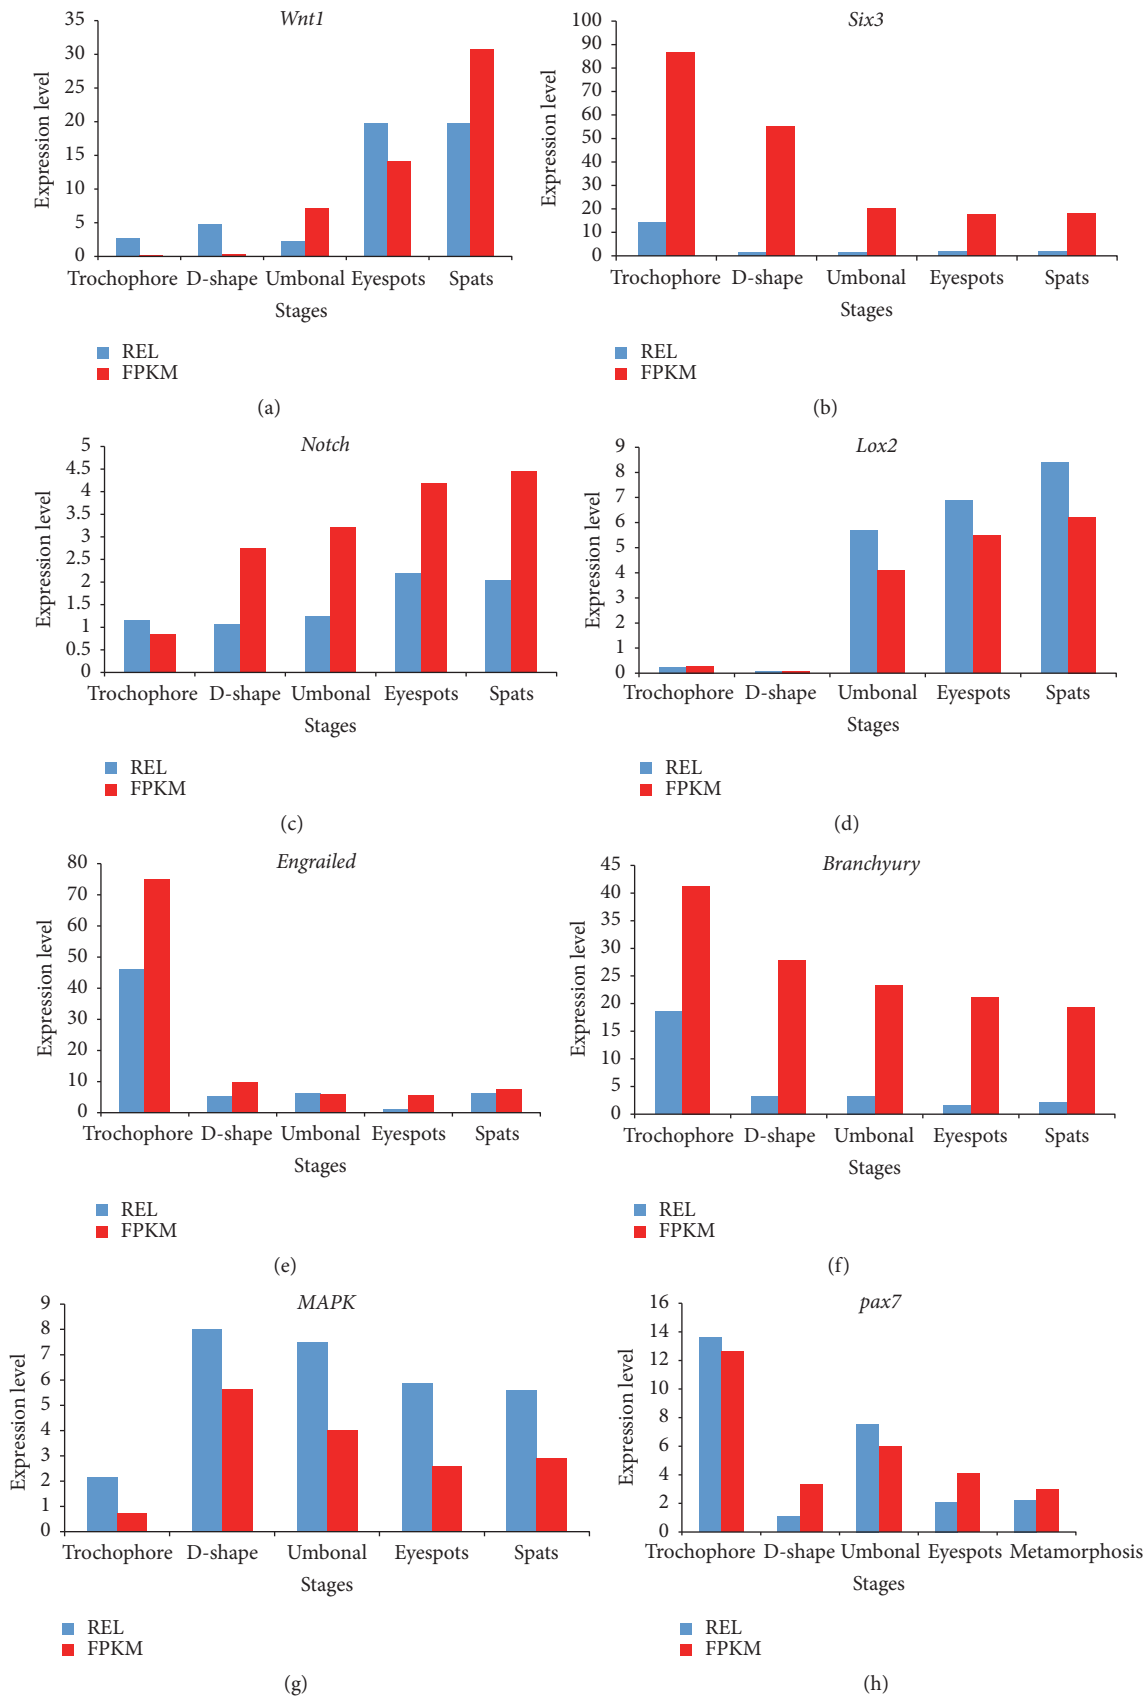 Wnt1
35
30
25
20
15
10
5
0
Expression level
Trochophore D-shape Umbonal Eyespots Spats
Stages
REL
FPKM
(a)
Six3
100
90
80
70
60
50
40
30
20
10
0
Expression level
Trochophore D-shape Umbonal Eyespots Spats
Stages
REL
FPKM
(b)
Notch
5
4.5
4
3.5
3
2.5
2
1.5
1
0.5
0
Expression level
Trochophore D-shape Umbonal Eyespots Spats
Stages
REL
FPKM
(c)
Lox2
9
8
7
6
5
4
3
2
1
0
Expression level
Trochophore D-shape Umbonal Eyespots Spats
Stages
REL
FPKM
(d)
Engrailed
80
70
60
50
40
30
20
10
0
Expression level
Trochophore D-shape Umbonal Eyespots Spats
Stages
REL
FPKM
(e)
Branchyury
45
40
35
30
25
20
15
10
5
0
Expression level
Trochophore D-shape Umbonal Eyespots Spats
Stages
REL
FPKM
(f)
MAPK
9
8
7
6
5
4
3
2
1
0
Expression level
Trochophore D-shape Umbonal Eyespots Spats
Stages
REL
FPKM
(g)
pax7
16
14
12
10
8
6
4
2
0
Expression level
Trochophore D-shape Umbonal Eyespots Metamorphosis
Stages
REL
FPKM
(h)